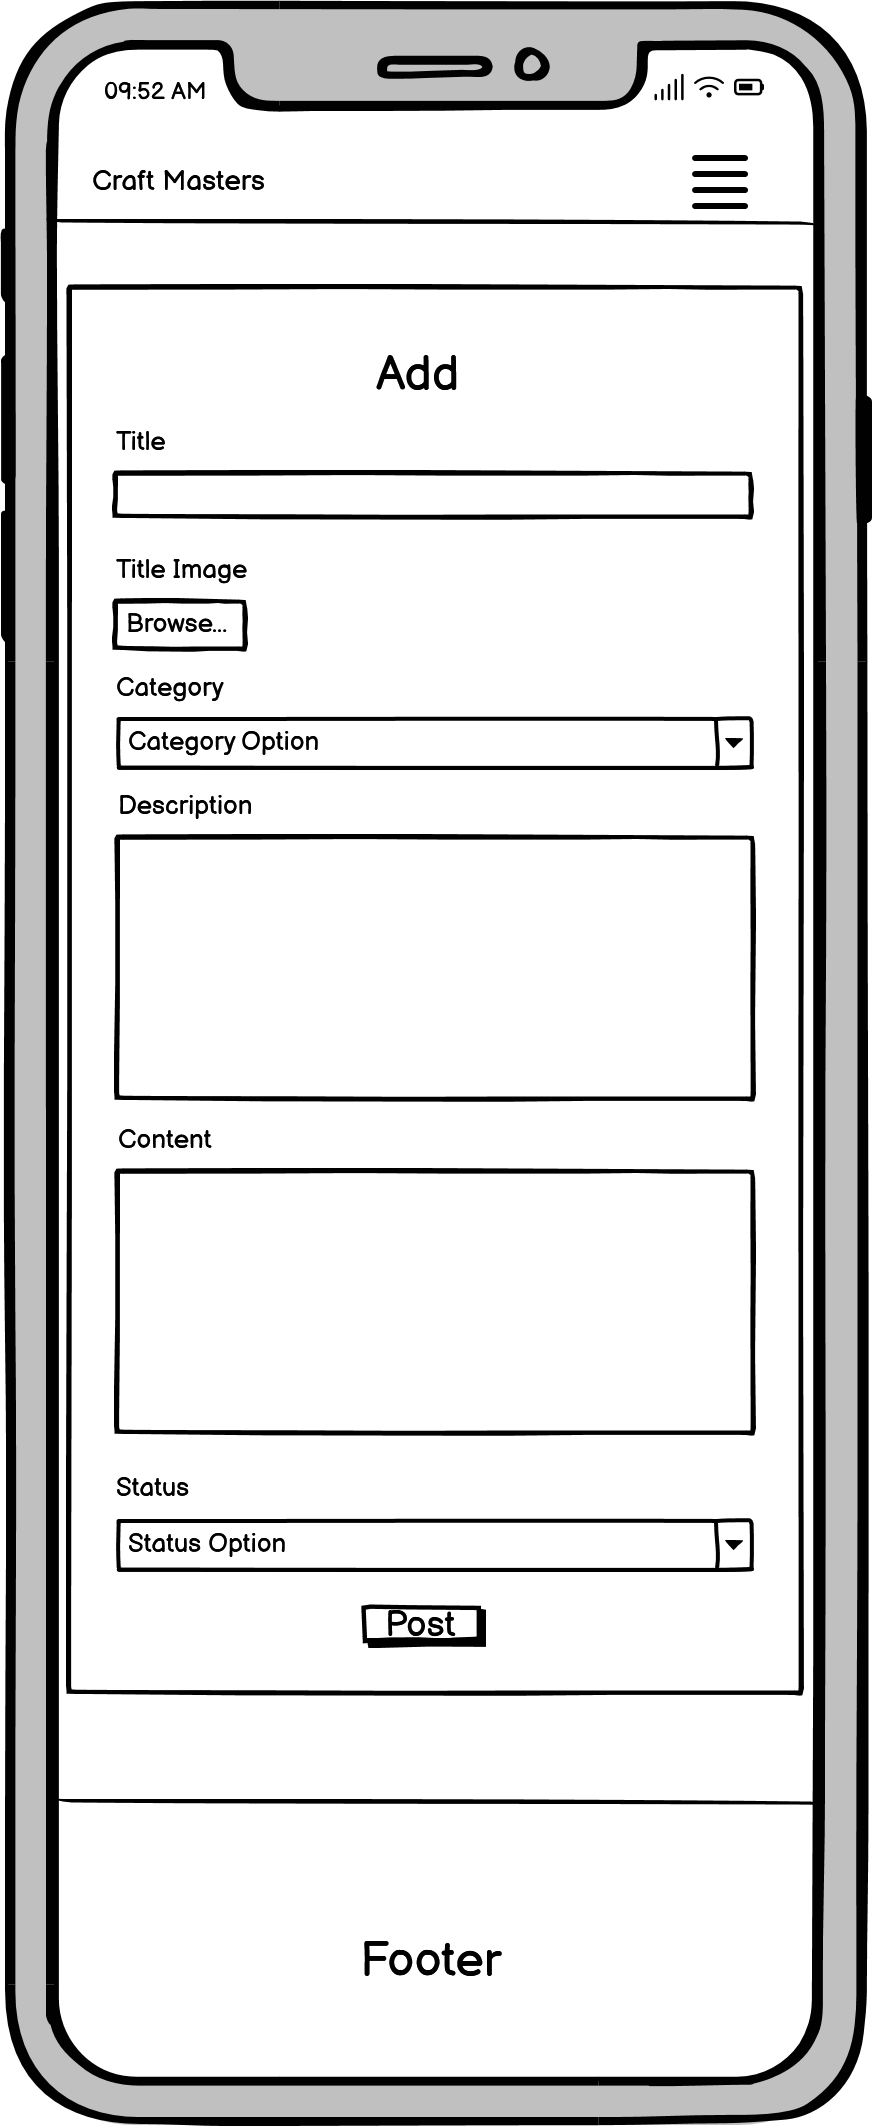 09:52 AM
Craft Masters
Add
Title
Title Image
Browse...
Category
Category Option
Description
Content
Status
Status Option
Post
Footer